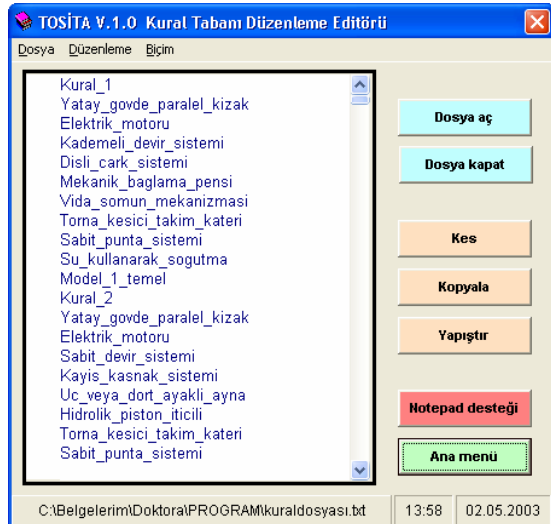 TOSİTA V.1.0 Kural Tabanı Düzenleme Editörü
Dosya Düzenleme Biçim
Kural_1
Yatay_govde_paralel_kizak
Elektrik_motoru
Kademeli_devir_sistemi
Disli_cark_sistemi
Mekanik_baglama_pensi
Vida_somun_mekanizmasi
Torna_kesici_takim_kateri
Sabit_punta_sistemi
Su_kullanarak_sogutma
Model_1_temel
Kural_2
Yatay_govde_paralel_kizak
Elektrik_motoru
Sabit_devir_sistemi
Kayis_kasnak_sistemi
Uc_veya_dort_ayakli_ayna
Hidrolik_piston_iticili
Torna_kesici_takim_kateri
Sabit_punta_sistemi
Dosya aç
Dosya kapat
Kes
Kopyala
Yapıştır
Notepad desteği
Ana menü
C:\Belgelerim\Doktora\PROGRAM\kuraldosyası.txt 13:58 02.05.2003